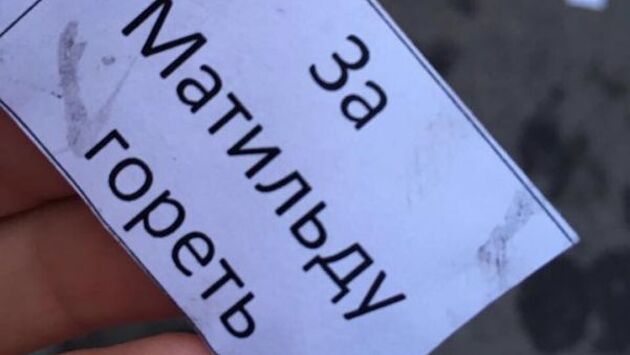 За
Матильду
гореть